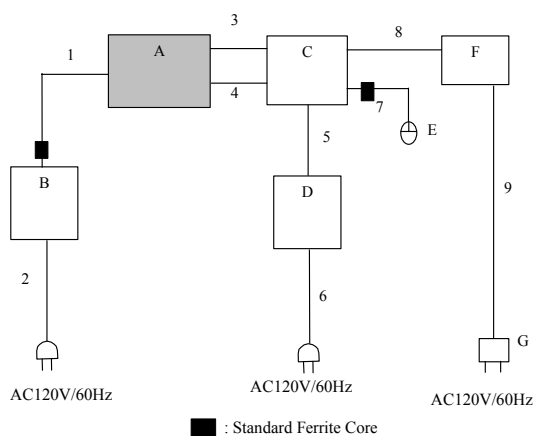 3
8
A
C
F
1
4
7
E
5
B
D
9
2
6
G
AC120V/60Hz
AC120V/60Hz
AC120V/60Hz
: Standard Ferrite Core